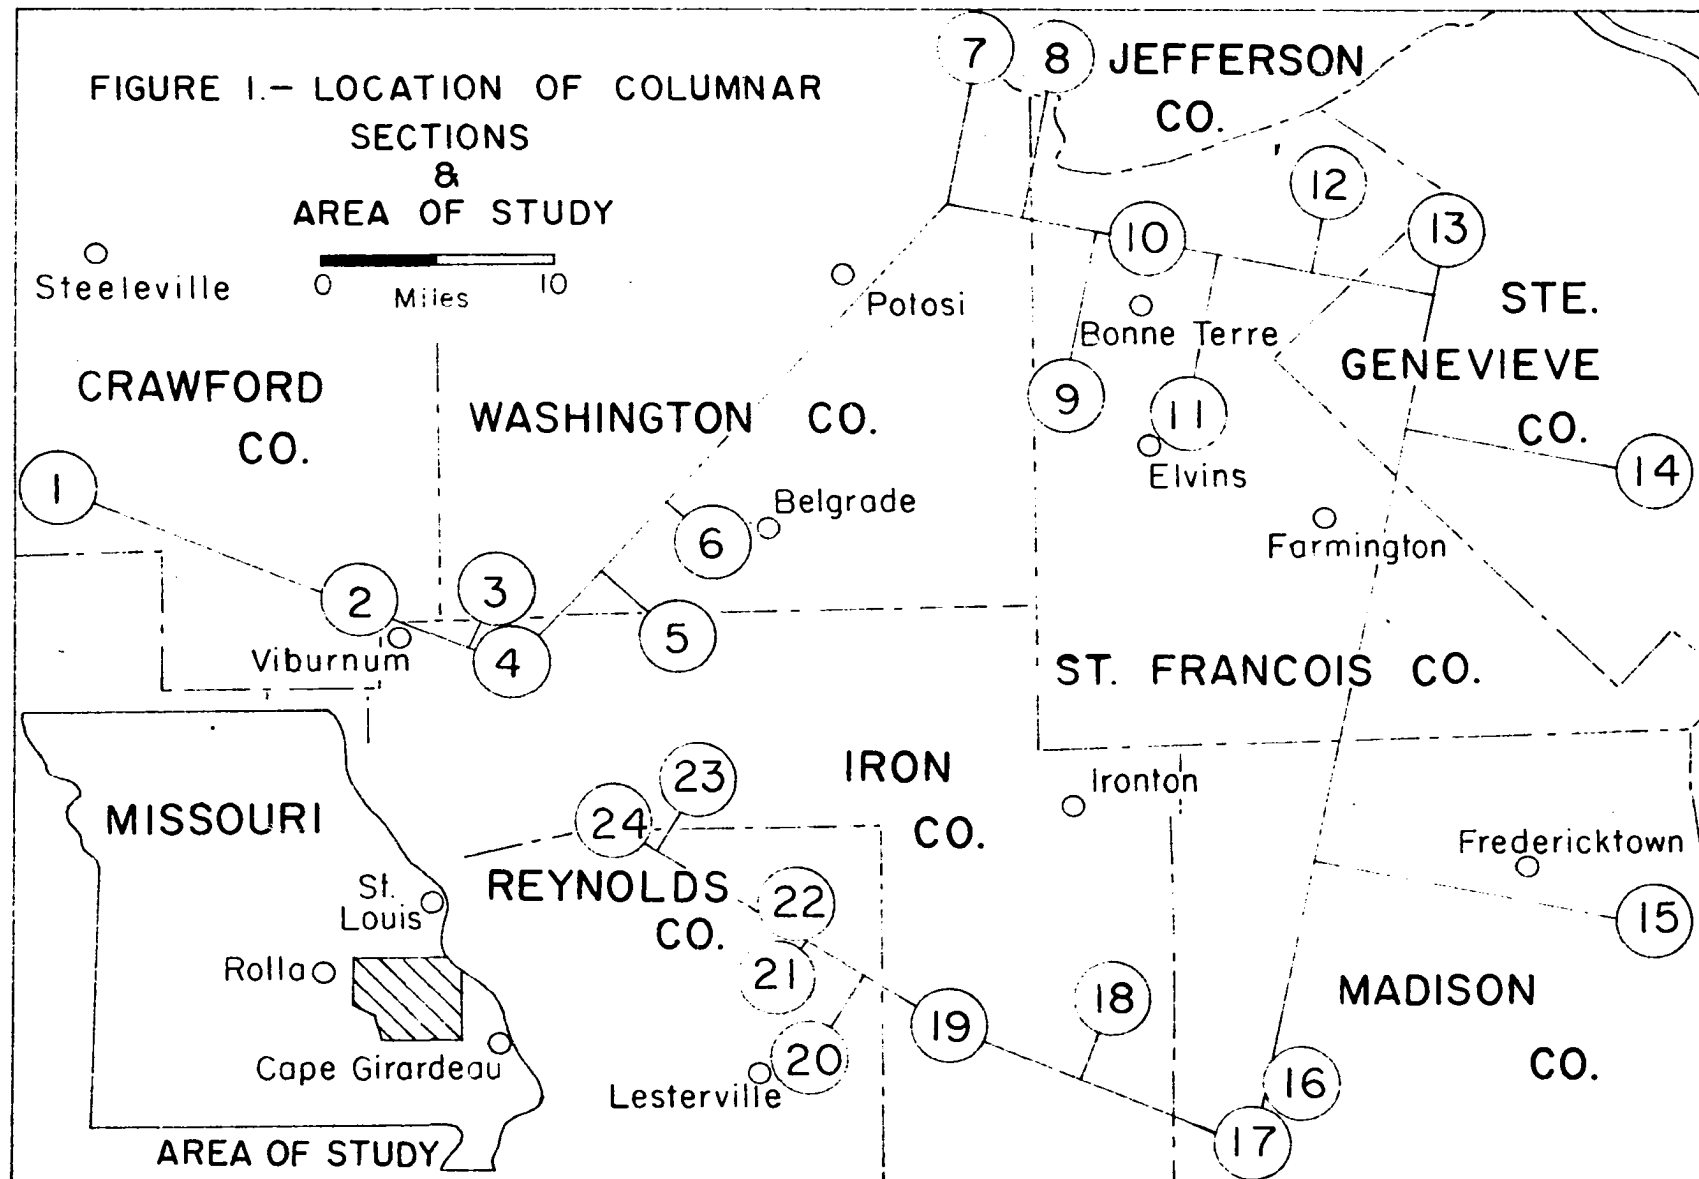 FIGURE 1.- LOCATION OF COLUMNAR
SECTIONS
&
AREA OF STUDY
0 Miles 10
7
8
JEFFERSON
CO.
12
13
10
Steeleville
Potosi
Bonne Terre
STE.
GENEVIEVE
CO.
CRAWFORD
CO.
WASHINGTON CO.
9
11
Elvins
14
1
Belgrade
6
Farmington
2
3
4
5
Viburnum
ST. FRANCOIS CO.
IRON
CO.
Ironton
23
24
MISSOURI
REYNOLDS
CO.
Fredericktown
St.
Louis
22
15
Rolla
21
19
18
MADISON
CO.
20
Cape Girardeau
Lesterville
16
17
AREA OF STUDY